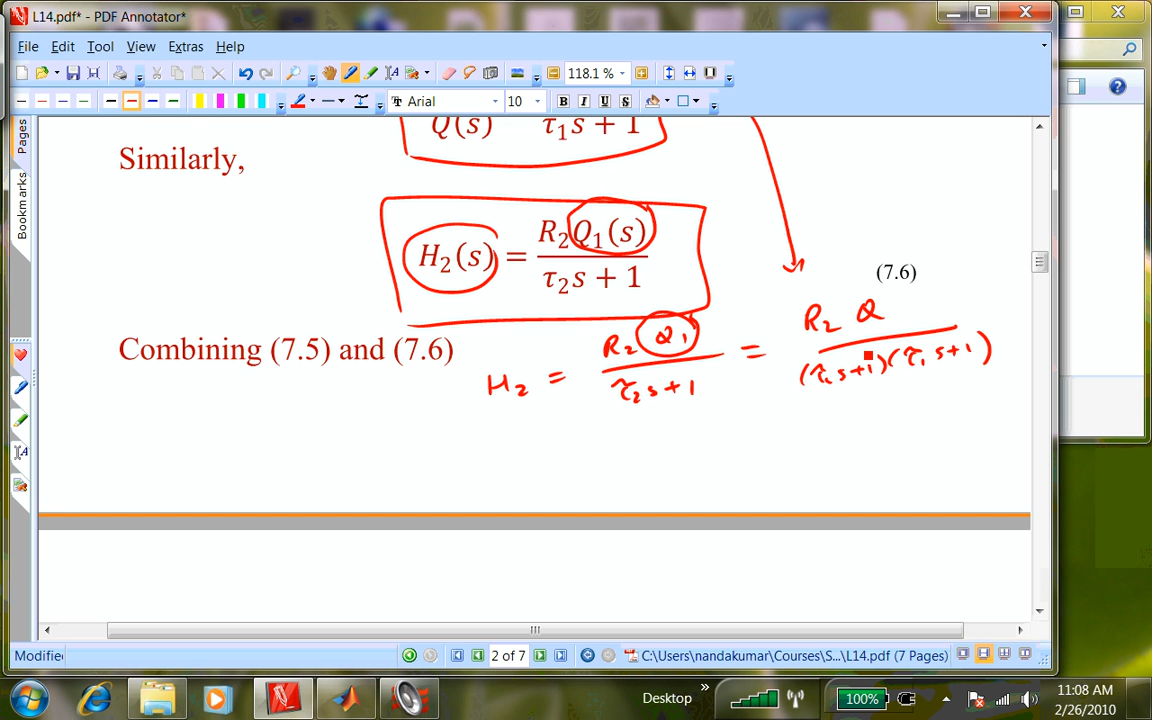 L14.pdf* - PDF Annotator*
File Edit Tool View Extras Help
118.1 %
Arial 10 B I U S
Pages
Bookmarks
Q(s) τ₁s + 1
Similarly,
H₂(s) = R₂Q₁(s) / τ₂s + 1
(7.6)
Combining (7.5) and (7.6)
H₂ = R₂ Q₁ / τ₂ s + 1 = R₂ Q / (τ₂ s+1)(τ₁ s+1)
Modifie
2 of 7
C:\Users\nandakumar\Courses\S...\L14.pdf (7 Pages)
Desktop »
100%
11:08 AM
2/26/2010